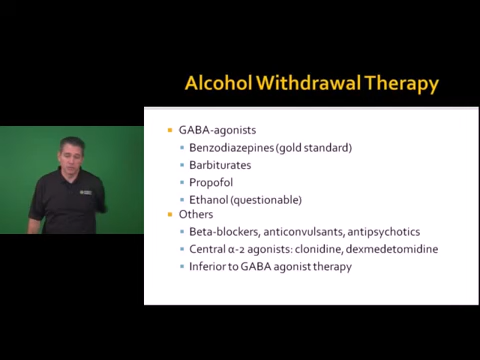 Alcohol Withdrawal Therapy
GABA-agonists
Benzodiazepines (gold standard)
Barbiturates
Propofol
Ethanol (questionable)
Others
Beta-blockers, anticonvulsants, antipsychotics
Central α-2 agonists: clonidine, dexmedetomidine
Inferior to GABA agonist therapy